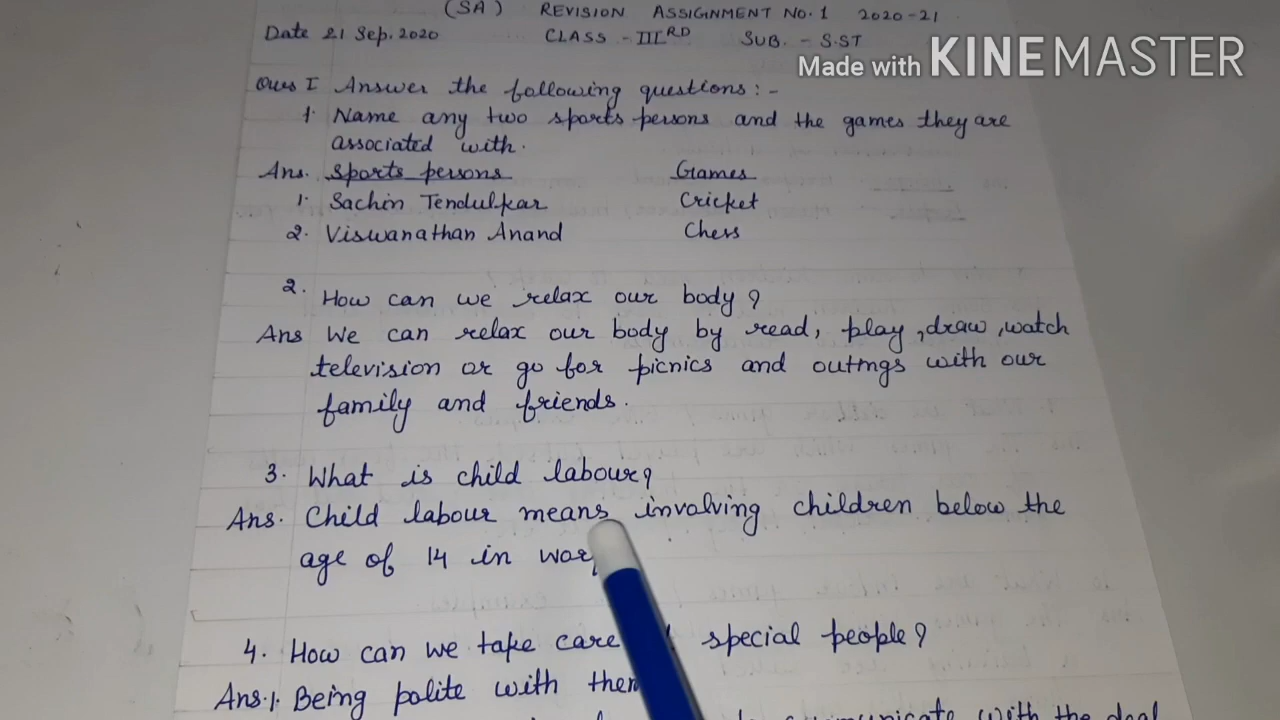 (SA) REVISION ASSIGNMENT NO. 1 2020-21
Date 21 Sep. 2020 CLASS - IIIRD SUB. - S.ST
Made with KINEMASTER
Ques I Answer the following questions :-
1. Name any two sports persons and the games they are
associated with.
Ans. Sports persons Games
1. Sachin Tendulkar Cricket
2. Viswanathan Anand Chess
2. How can we relax our body?
Ans We can relax our body by read, play, draw, watch
television or go for picnics and outings with our
family and friends.
3. What is child labour?
Ans. Child labour means involving children below the
age of 14 in
4. How can we take care special people?
Ans. 1. Being polite with
communicate with the